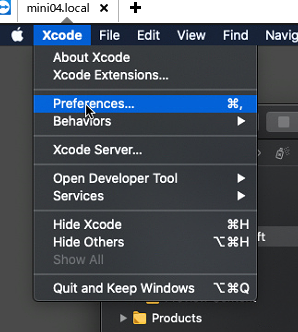 mini04.local
Xcode File Edit View Find Navig
About Xcode
Xcode Extensions...
Preferences... ⌘,
Behaviors
Xcode Server...
Open Developer Tool
Services
Hide Xcode ⌘H
Hide Others ⌥⌘H
Show All
ft
Quit and Keep Windows ⌥⌘Q
Products